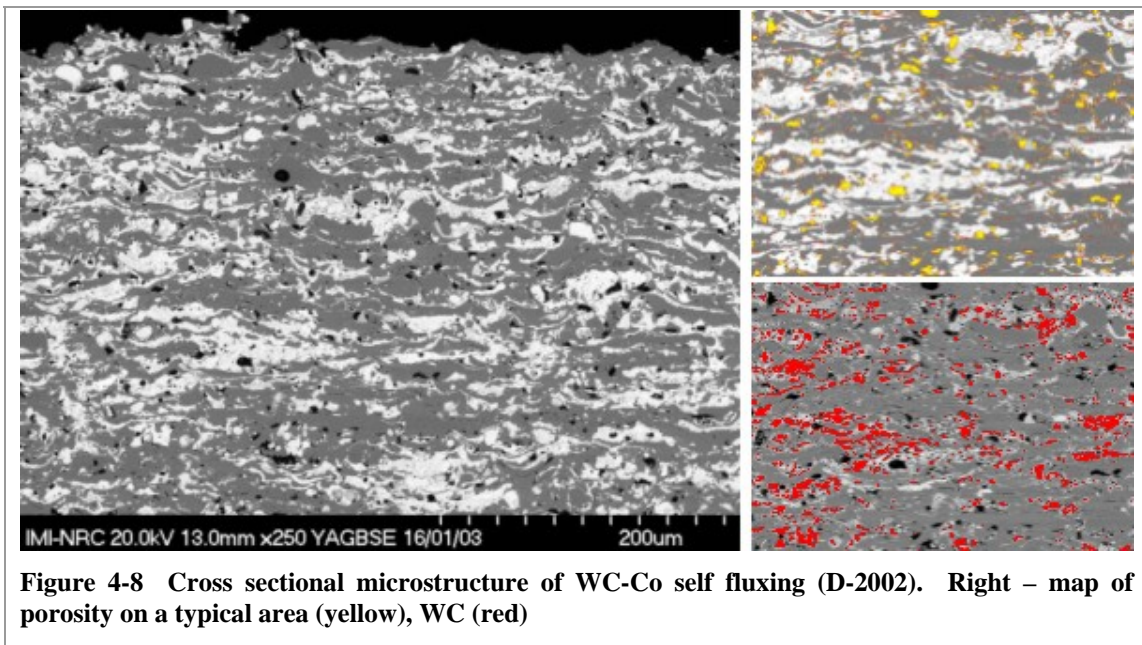 IMI-NRC 20.0kV 13.0mm x250 YAGBSE 16/01/03 200um
Figure 4-8 Cross sectional microstructure of WC-Co self fluxing (D-2002). Right – map of
porosity on a typical area (yellow), WC (red)